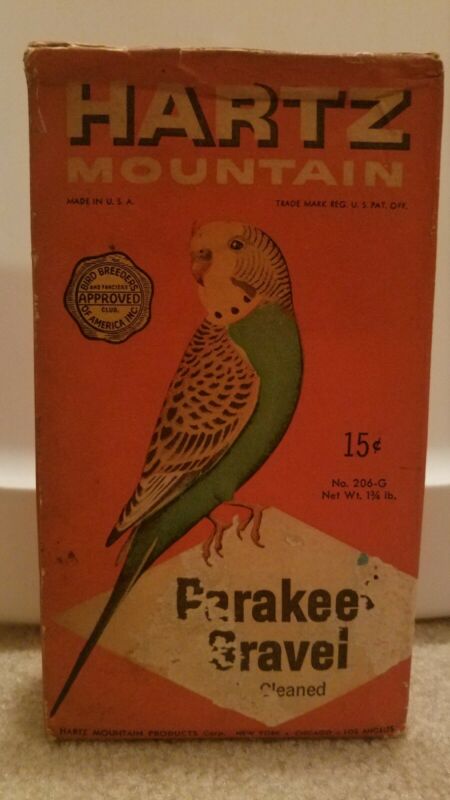 HARTZ
MOUNTAIN
MADE IN U. S. A.
TRADE MARK REG. U. S. PAT. OFF.
BIRD BREEDERS
AND FANCIERS
APPROVED
CLUB.
OF AMERICA INC.
15¢
No. 206-G
Net Wt. 1¾ lb.
Parakee
Gravel
Cleaned
HARTZ MOUNTAIN PRODUCTS Corp. NEW YORK • CHICAGO • LOS ANGELES